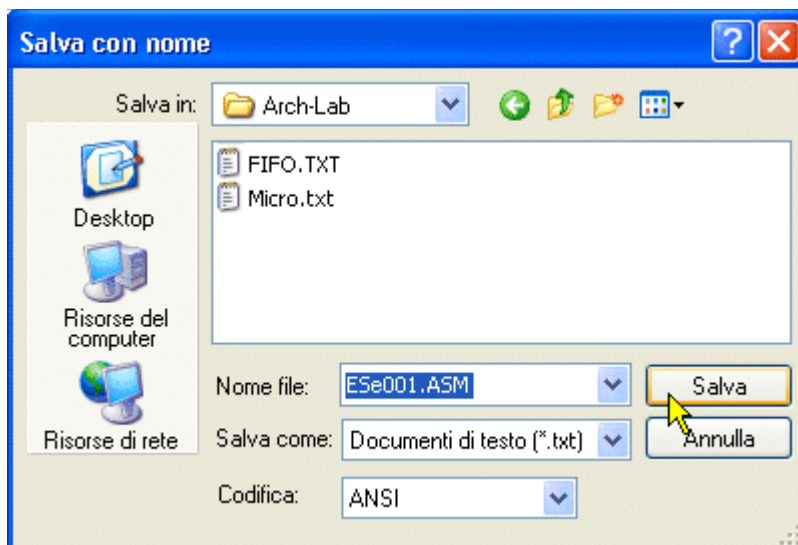 Salva con nome
Salva in: Arch-Lab
FIFO.TXT
Micro.txt
Desktop
Risorse del
computer
Risorse di rete
Nome file: ESe001.ASM Salva
Salva come: Documenti di testo (*.txt) Annulla
Codifica: ANSI